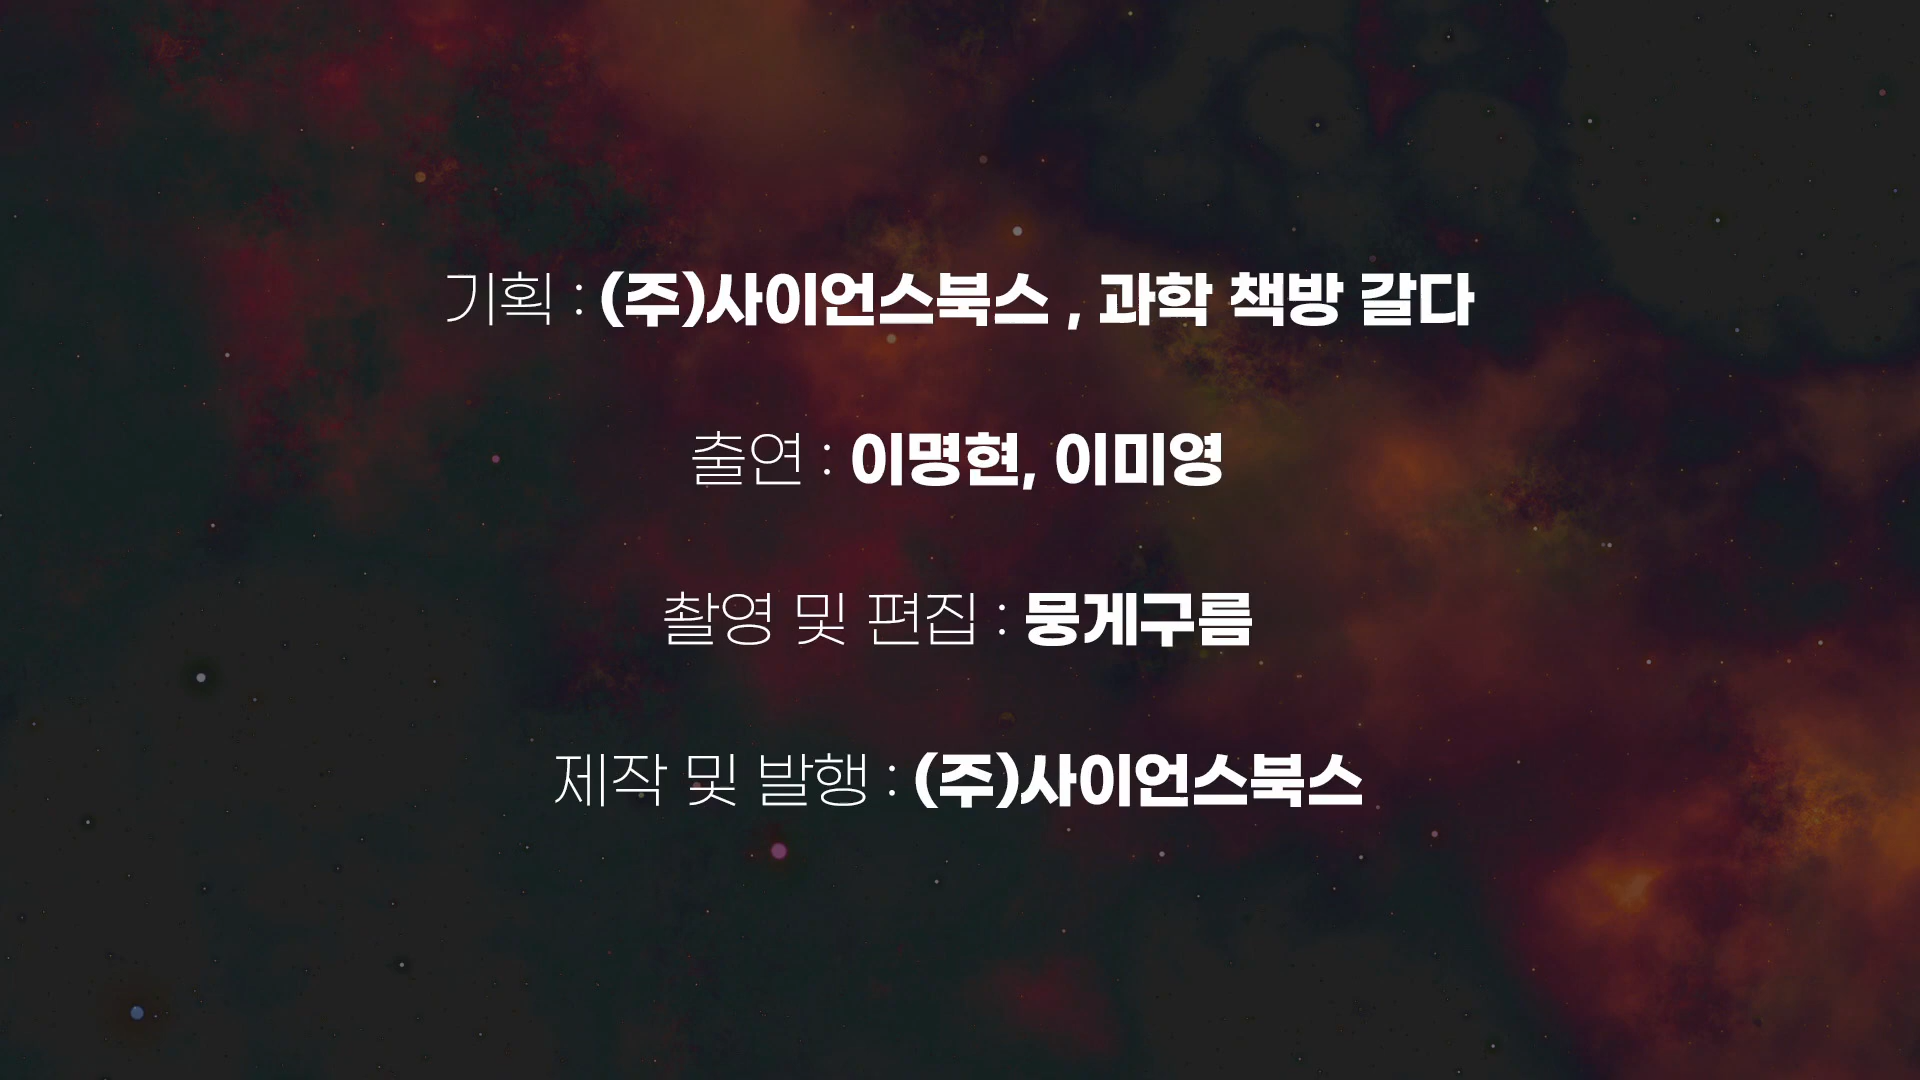 기획 : (주)사이언스북스 , 과학 책방 갈다
출연 : 이명현, 이미영
촬영 및 편집 : 뭉게구름
제작 및 발행 : (주)사이언스북스